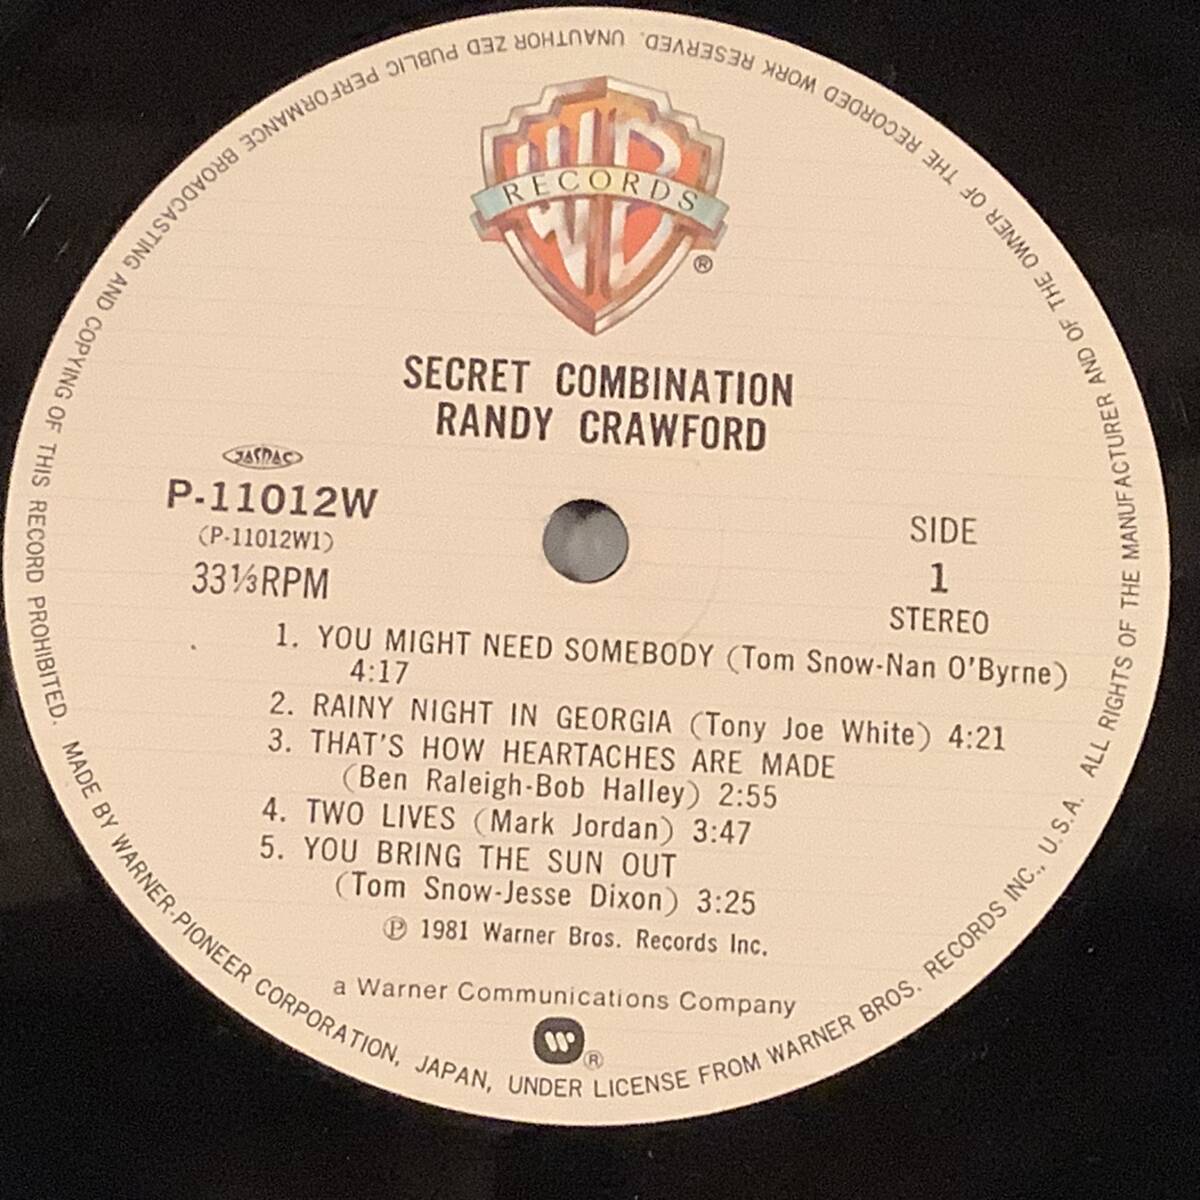 WB
RECORDS
®
SECRET COMBINATION
RANDY CRAWFORD
JASRAC
P-11012W
(P-11012W1)
33⅓RPM
SIDE
1
STEREO
1. YOU MIGHT NEED SOMEBODY (Tom Snow-Nan O'Byrne)
4:17
2. RAINY NIGHT IN GEORGIA (Tony Joe White) 4:21
3. THAT'S HOW HEARTACHES ARE MADE
(Ben Raleigh-Bob Halley) 2:55
4. TWO LIVES (Mark Jordan) 3:47
5. YOU BRING THE SUN OUT
(Tom Snow-Jesse Dixon) 3:25
℗ 1981 Warner Bros. Records Inc.
a Warner Communications Company
W ®
MADE BY WARNER-PIONEER CORPORATION, JAPAN, UNDER LICENSE FROM WARNER BROS. RECORDS INC., U.S.A. ALL RIGHTS OF THE MANUFACTURER AND OF THE OWNER OF THE RECORDED WORK RESERVED. UNAUTHOR ZED PUBLIC PERFORMANCE BROADCASTING AND COPYING OF THIS RECORD PROHIBITED.